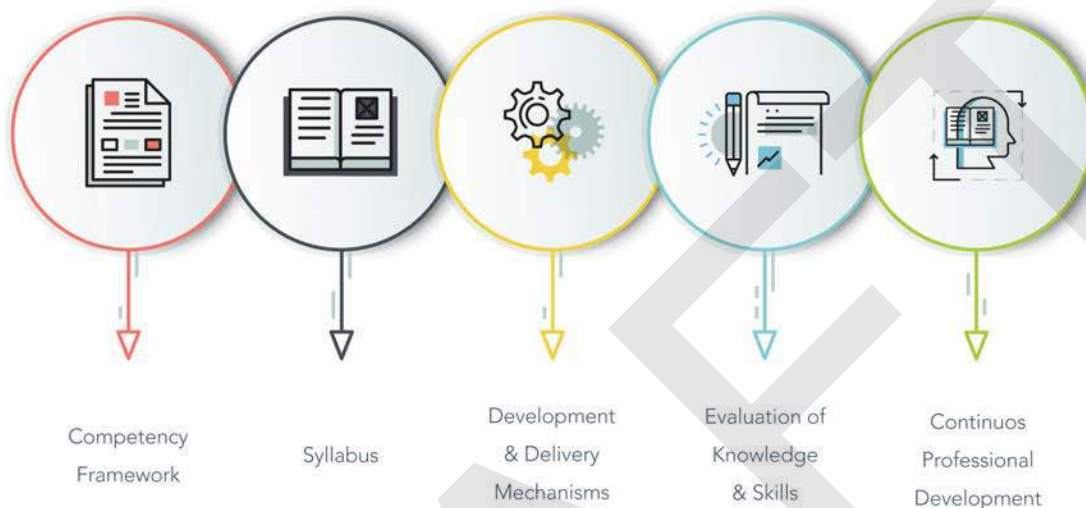 Competency
Framework
Syllabus
Development
& Delivery
Mechanisms
Evaluation of
Knowledge
& Skills
Continuos
Professional
Development